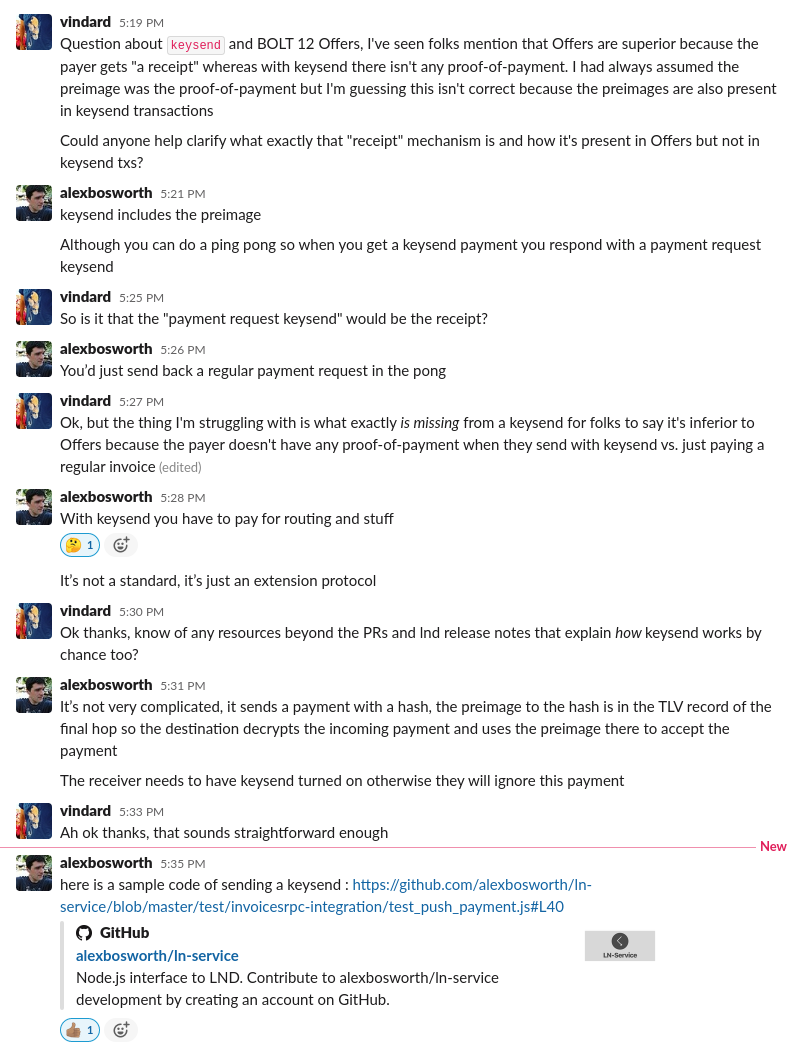 vindard 5:19 PM
Question about keysend and BOLT 12 Offers, I've seen folks mention that Offers are superior because the
payer gets "a receipt" whereas with keysend there isn't any proof-of-payment. I had always assumed the
preimage was the proof-of-payment but I'm guessing this isn't correct because the preimages are also present
in keysend transactions
Could anyone help clarify what exactly that "receipt" mechanism is and how it's present in Offers but not in
keysend txs?
alexbosworth 5:21 PM
keysend includes the preimage
Although you can do a ping pong so when you get a keysend payment you respond with a payment request
keysend
vindard 5:25 PM
So is it that the "payment request keysend" would be the receipt?
alexbosworth 5:26 PM
You’d just send back a regular payment request in the pong
vindard 5:27 PM
Ok, but the thing I'm struggling with is what exactly is missing from a keysend for folks to say it's inferior to
Offers because the payer doesn't have any proof-of-payment when they send with keysend vs. just paying a
regular invoice (edited)
alexbosworth 5:28 PM
With keysend you have to pay for routing and stuff
1
It’s not a standard, it’s just an extension protocol
vindard 5:30 PM
Ok thanks, know of any resources beyond the PRs and lnd release notes that explain how keysend works by
chance too?
alexbosworth 5:31 PM
It’s not very complicated, it sends a payment with a hash, the preimage to the hash is in the TLV record of the
final hop so the destination decrypts the incoming payment and uses the preimage there to accept the
payment
The receiver needs to have keysend turned on otherwise they will ignore this payment
vindard 5:33 PM
Ah ok thanks, that sounds straightforward enough
New
alexbosworth 5:35 PM
here is a sample code of sending a keysend : https://github.com/alexbosworth/ln-
service/blob/master/test/invoicesrpc-integration/test_push_payment.js#L40
GitHub
alexbosworth/ln-service
LN-Service
Node.js interface to LND. Contribute to alexbosworth/ln-service
development by creating an account on GitHub.
1